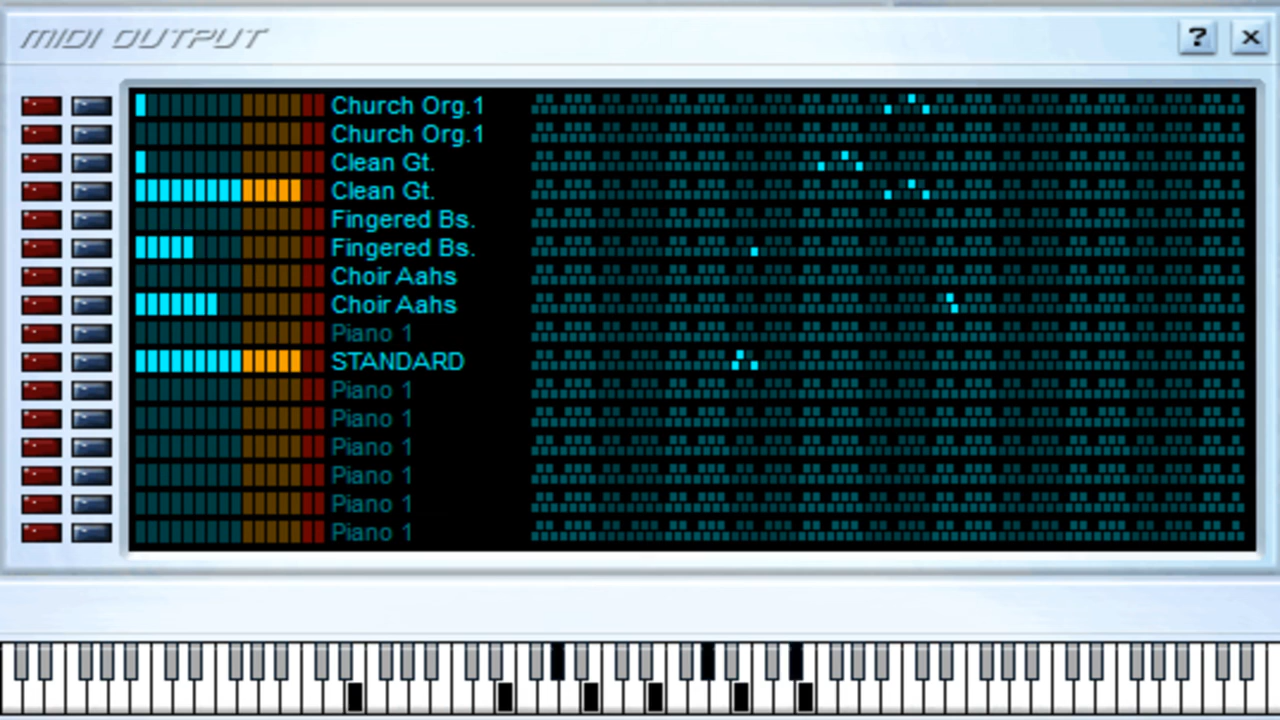 MIDI OUTPUT ? ×
Church Org.1
Church Org.1
Clean Gt.
Clean Gt.
Fingered Bs.
Fingered Bs.
Choir Aahs
Choir Aahs
Piano 1
STANDARD
Piano 1
Piano 1
Piano 1
Piano 1
Piano 1
Piano 1